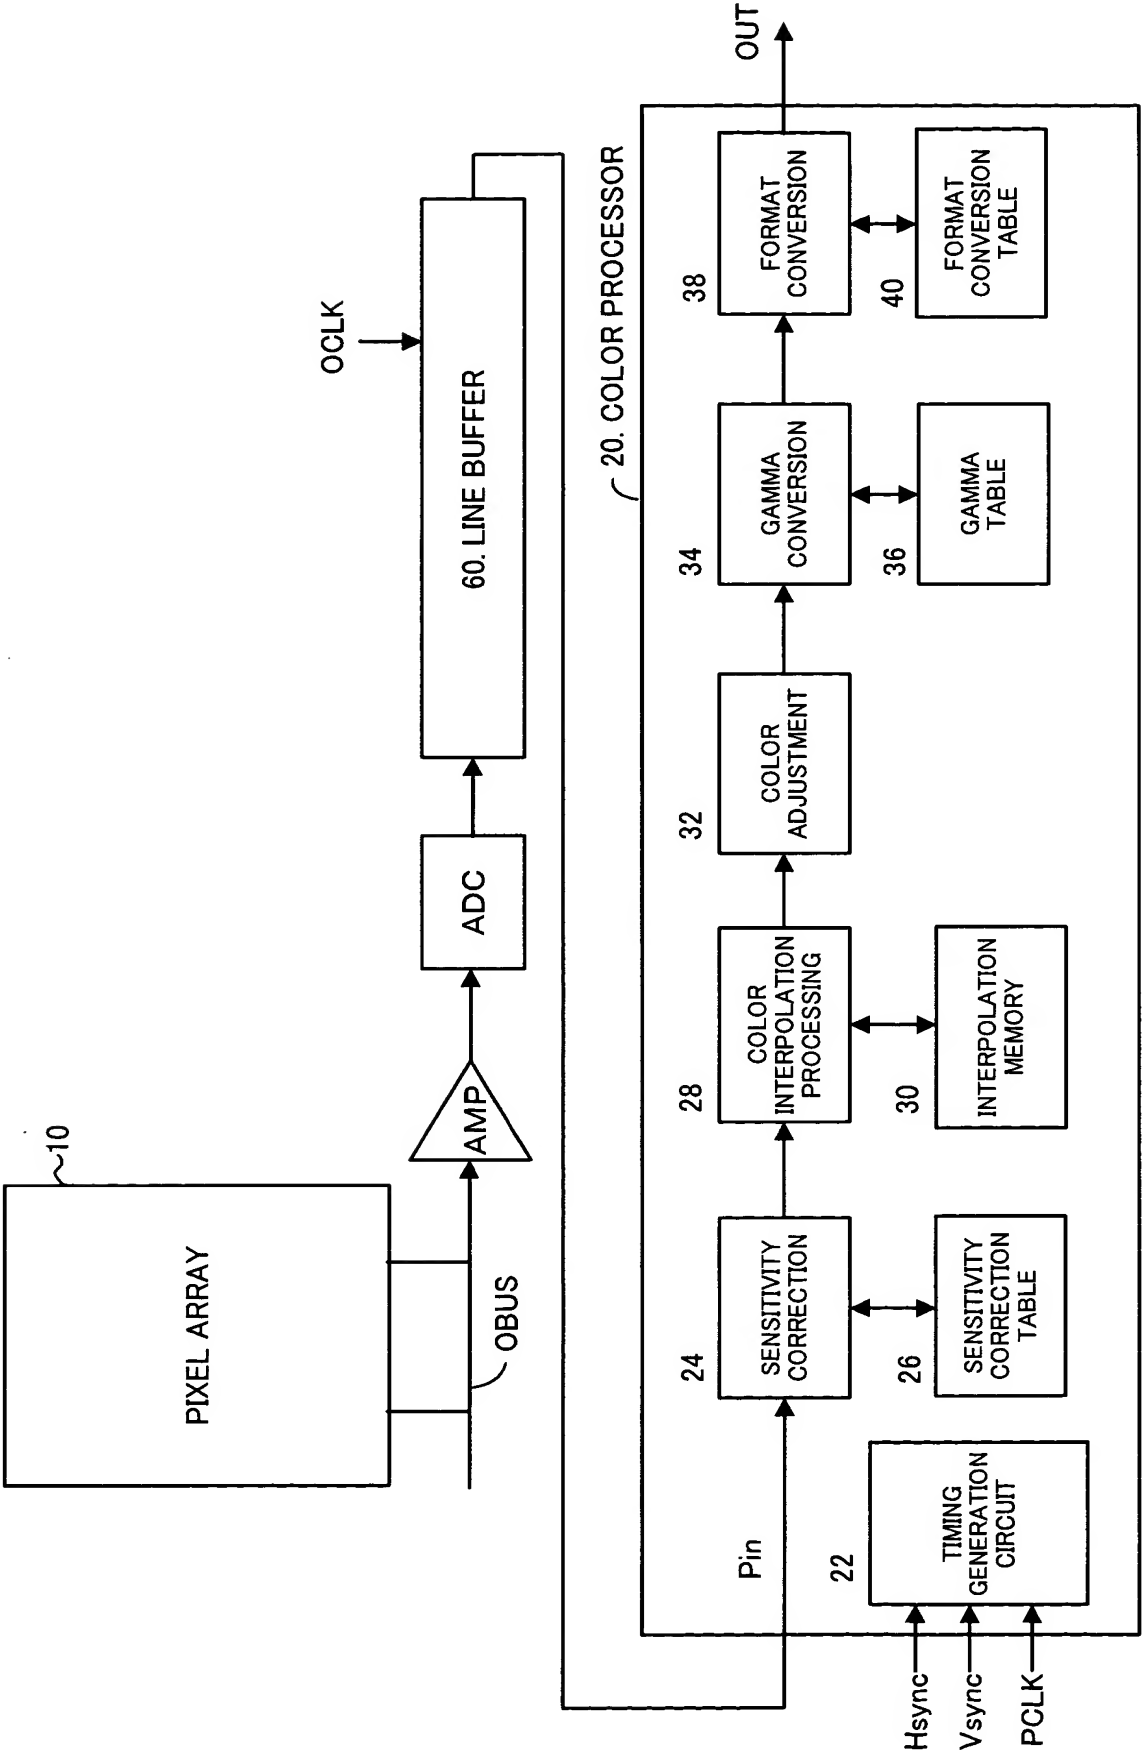 PIXEL ARRAY
10
OBUS
AMP
ADC
60. LINE BUFFER
OCLK
20. COLOR PROCESSOR
Pin
24
SENSITIVITY
CORRECTION
28
COLOR
INTERPOLATION
PROCESSING
32
COLOR
ADJUSTMENT
34
GAMMA
CONVERSION
38
FORMAT
CONVERSION
OUT
Hsync
Vsync
PCLK
22
TIMING
GENERATION
CIRCUIT
26
SENSITIVITY
CORRECTION
TABLE
30
INTERPOLATION
MEMORY
36
GAMMA
TABLE
40
FORMAT
CONVERSION
TABLE